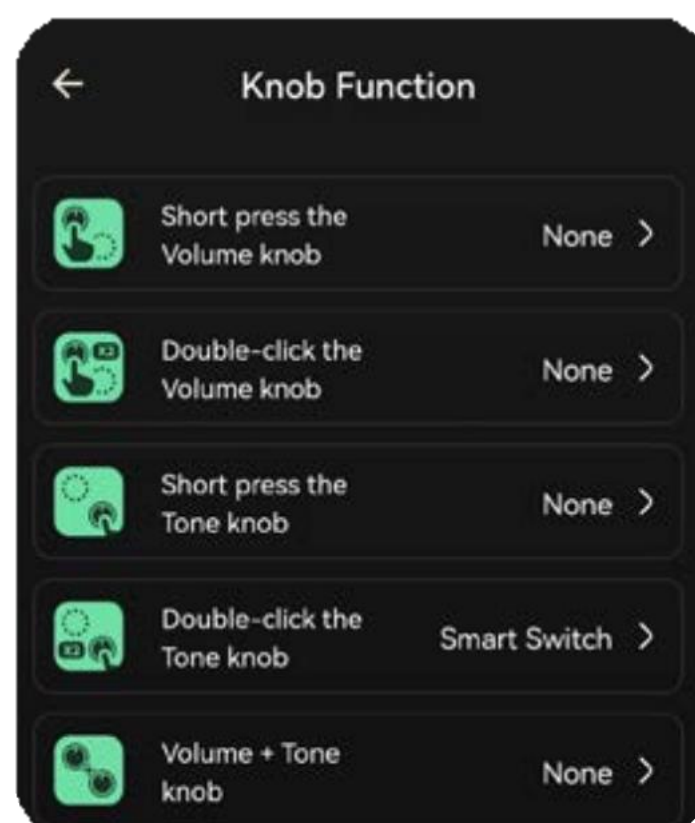 Knob Function
Short press the
Volume knob
None
Double-click the
Volume knob
None
Short press the
Tone knob
None
X2
Double-click the
Tone knob
Smart Switch
Volume + Tone
knob
None